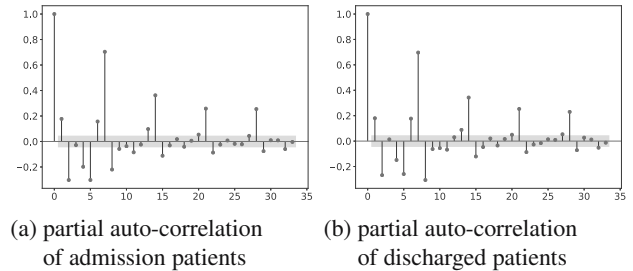 1.0
0.8
0.6
0.4
0.2
0.0
−0.2
0 5 10 15 20 25 30 35
(a) partial auto-correlation
of admission patients
1.0
0.8
0.6
0.4
0.2
0.0
−0.2
0 5 10 15 20 25 30 35
(b) partial auto-correlation
of discharged patients